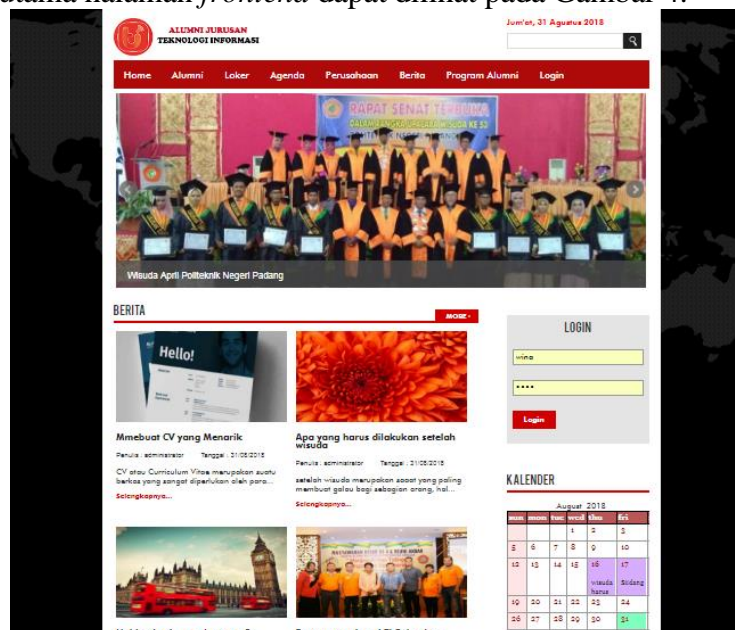 utama halaman frontend dapat dilihat pada Gambar 4.
ALUMNI JURUSAN
TEKNOLOGI INFORMASI
Jum'at, 31 Agustus 2018
Home Alumni Loker Agenda Perusahaan Berita Program Alumni Login
RAPAT SENAT TERBUKA
Wisuda April Politeknik Negeri Padang
BERITA
MORE
Hello!
Mmebuat CV yang Menarik
Penulis : administrator Tanggal : 31/08/2018
CV atau Curriculum Vitae merupakan suatu
berkas yang sangat diperlukan oleh para...
Selengkapnya...
Apa yang harus dilakukan setelah
wisuda
Penulis : administrator Tanggal : 31/08/2018
setelah wisuda merupakan saaat yang paling
membuat galau bagi sebagian orang, hal...
Selengkapnya...
LOGIN
wina
••••
Login
KALENDER
August 2018
sun mon tue wed thu fri
1 2 3
5 6 7 8 9 10
12 13 14 15 16 17
wisuda Sidang
harus
19 20 21 22 23 24
26 27 28 29 30 31